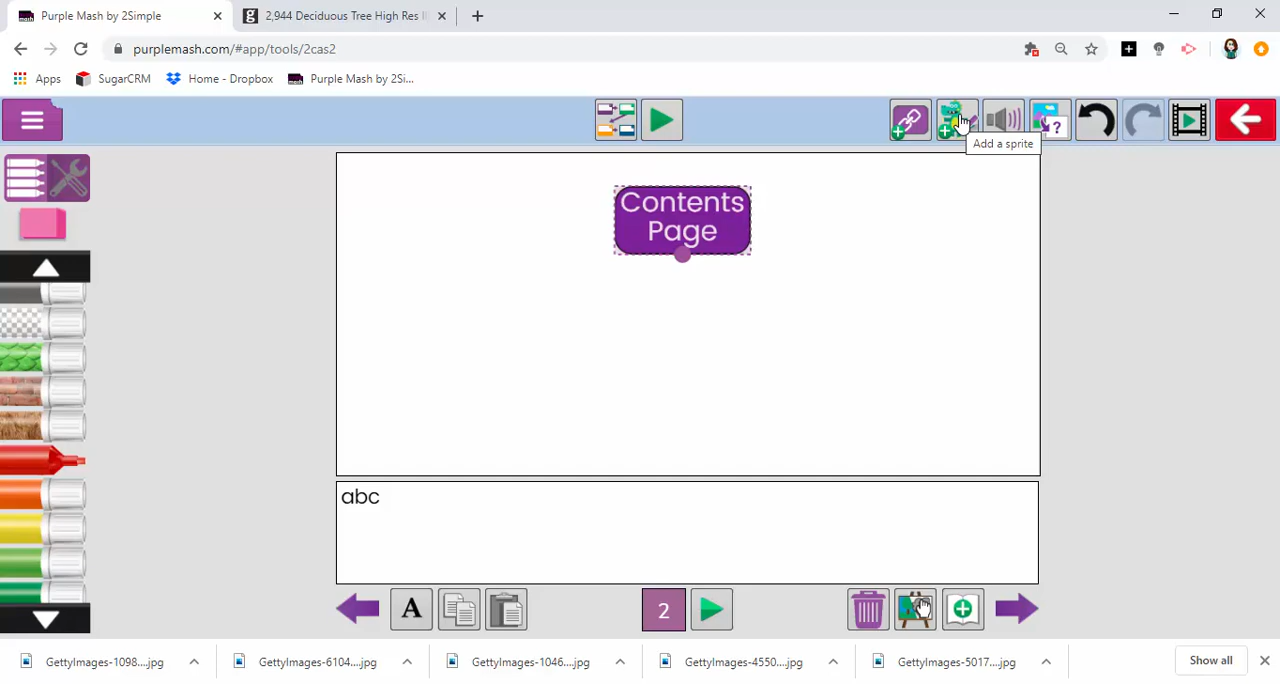 Purple Mash by 2Simple
2,944 Deciduous Tree High Res Il
purplemash.com/#app/tools/2cas2
Apps
SugarCRM
Home - Dropbox
Purple Mash by 2Si...
?
Add a sprite
Contents
Page
abc
A
2
GettyImages-1098....jpg
GettyImages-6104....jpg
GettyImages-1046....jpg
GettyImages-4550....jpg
GettyImages-5017....jpg
Show all